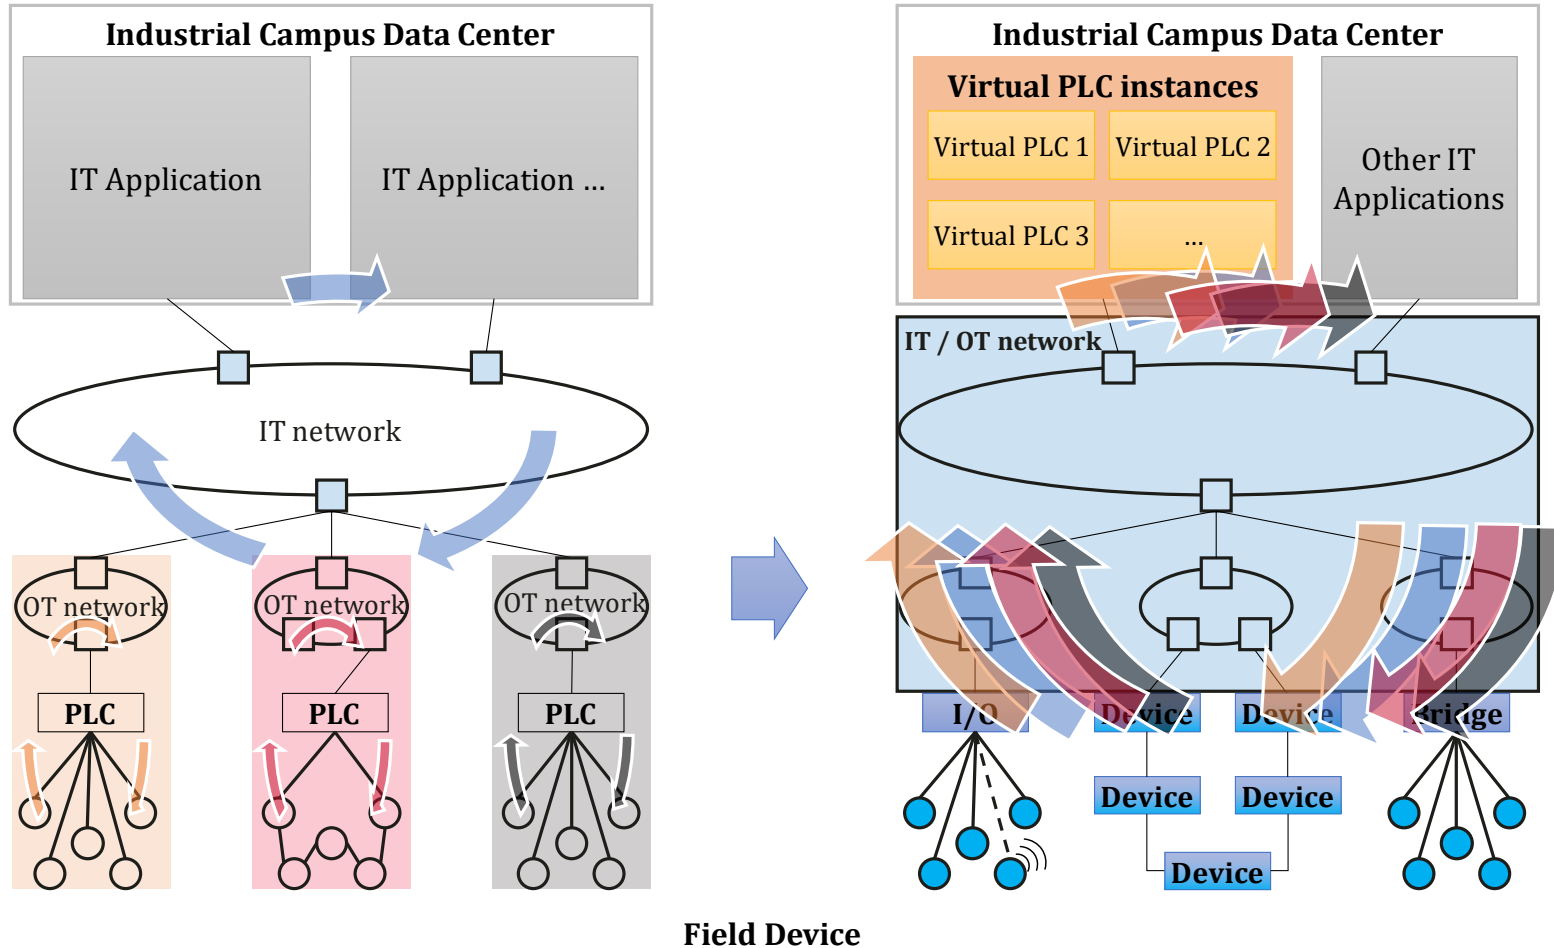 Industrial Campus Data Center
IT Application
IT Application ...
IT network
OT network
OT network
OT network
PLC
PLC
PLC
Industrial Campus Data Center
Virtual PLC instances
Virtual PLC 1
Virtual PLC 2
Virtual PLC 3
...
Other IT
Applications
IT / OT network
I/O
Device
Device
Bridge
Device
Device
Device
Field Device